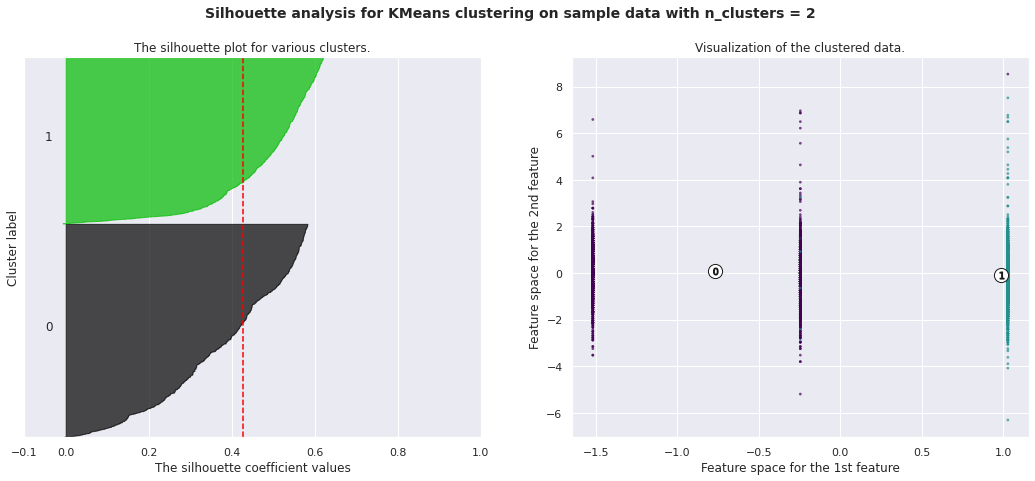 Silhouette analysis for KMeans clustering on sample data with n_clusters = 2
The silhouette plot for various clusters.
1
0
Cluster label
−0.1 0.0 0.2 0.4 0.6 0.8 1.0
The silhouette coefficient values
Visualization of the clustered data.
8
6
4
2
0
−2
−4
−6
Feature space for the 2nd feature
0
1
−1.5 −1.0 −0.5 0.0 0.5 1.0
Feature space for the 1st feature